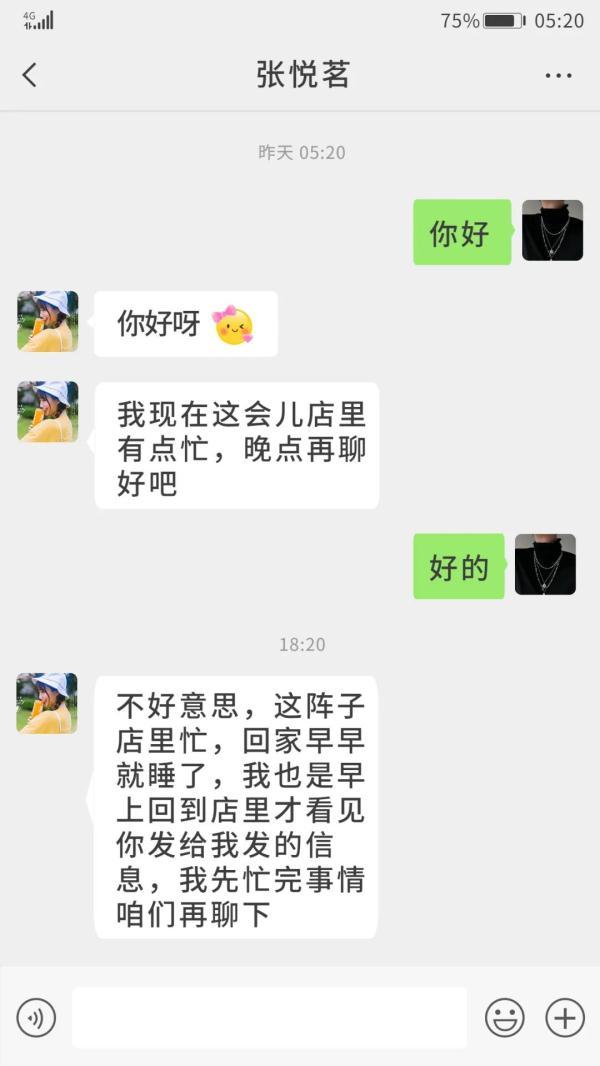 4G
75% 05:20
张悦茗
昨天 05:20
你好
你好呀
我现在这会儿店里
有点忙，晚点再聊
好吧
好的
18:20
不好意思，这阵子
店里忙，回家早早
就睡了，我也是早
上回到店里才看见
你发给我发的信
息，我先忙完事情
咱们再聊下